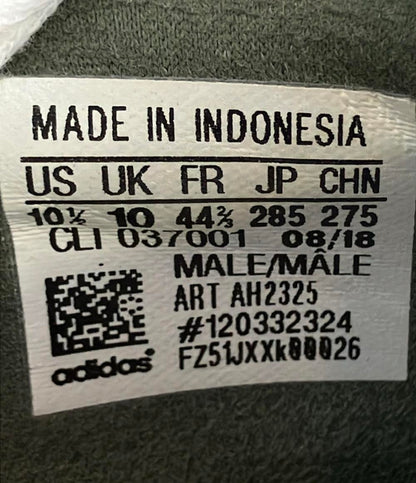 MADE IN INDONESIA
US UK FR JP CHN
10½ 10 44⅔ 285 275
CLI 037001 08/18
MALE/MÂLE
ART AH2325
#120332324
FZ51JXXk00026
adidas